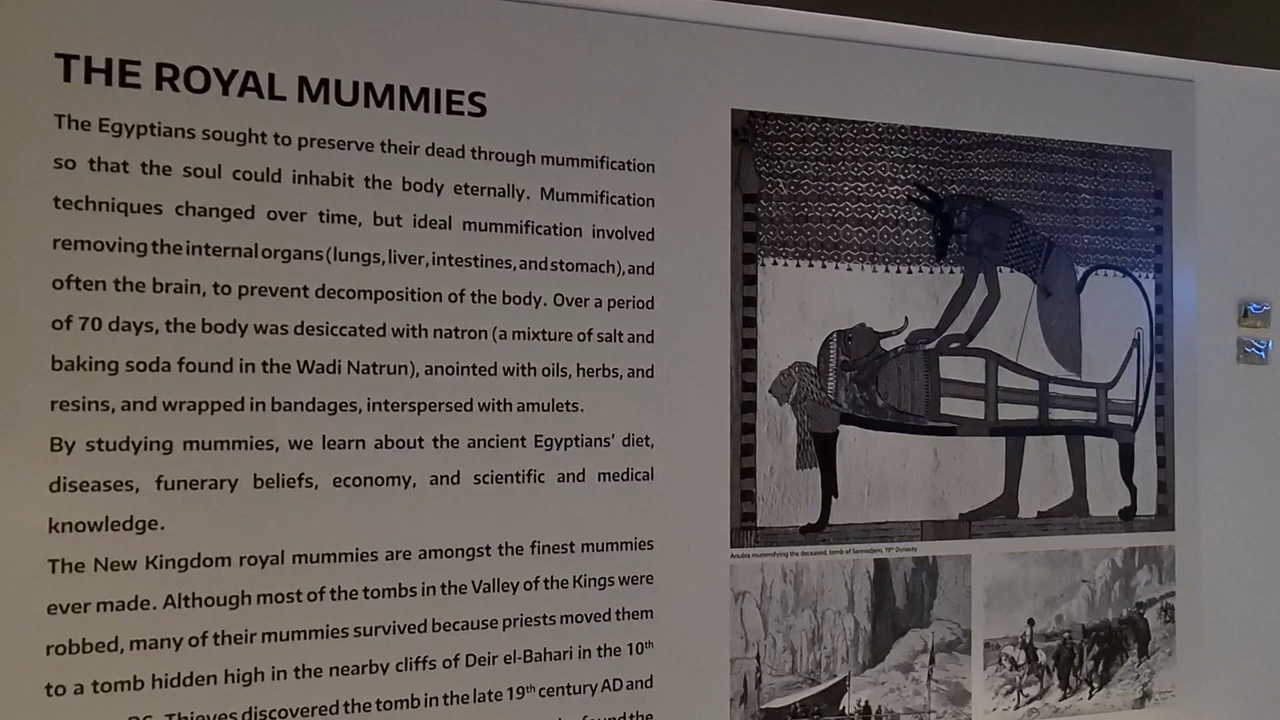 THE ROYAL MUMMIES
The Egyptians sought to preserve their dead through mummification
so that the soul could inhabit the body eternally. Mummification
techniques changed over time, but ideal mummification involved
removing the internal organs (lungs, liver, intestines, and stomach), and
often the brain, to prevent decomposition of the body. Over a period
of 70 days, the body was desiccated with natron (a mixture of salt and
baking soda found in the Wadi Natrun), anointed with oils, herbs, and
resins, and wrapped in bandages, interspersed with amulets.
By studying mummies, we learn about the ancient Egyptians' diet,
diseases, funerary beliefs, economy, and scientific and medical
knowledge.
The New Kingdom royal mummies are amongst the finest mummies
ever made. Although most of the tombs in the Valley of the Kings were
robbed, many of their mummies survived because priests moved them
to a tomb hidden high in the nearby cliffs of Deir el-Bahari in the 10th
BC. Thieves discovered the tomb in the late 19th century AD and
found the
Anubis mummifying the deceased, tomb of Sennedjem, 19th Dynasty